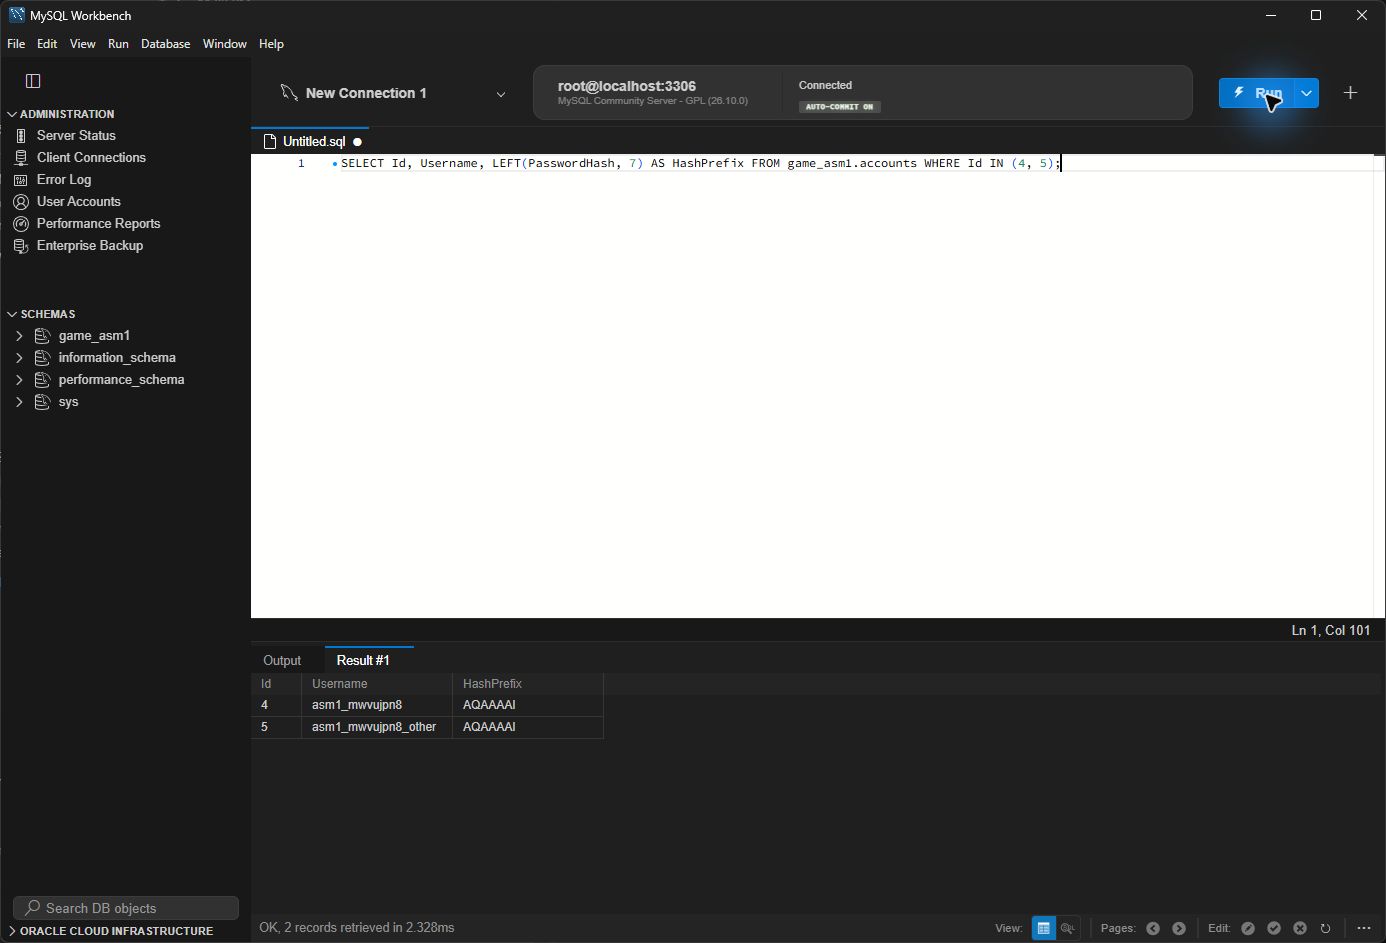 MySQL Workbench
File Edit View Run Database Window Help
New Connection 1
root@localhost:3306
MySQL Community Server - GPL (26.10.0)
Connected
AUTO-COMMIT ON
Run
ADMINISTRATION
Server Status
Client Connections
Error Log
User Accounts
Performance Reports
Enterprise Backup
SCHEMAS
game_asm1
information_schema
performance_schema
sys
Search DB objects
ORACLE CLOUD INFRASTRUCTURE
Untitled.sql
1 SELECT Id, Username, LEFT(PasswordHash, 7) AS HashPrefix FROM game_asm1.accounts WHERE Id IN (4, 5);
Ln 1, Col 101
Output Result #1
Id Username HashPrefix
4 asm1_mwvujpn8 AQAAAAI
5 asm1_mwvujpn8_other AQAAAAI
OK, 2 records retrieved in 2.328ms
View: Pages: Edit: